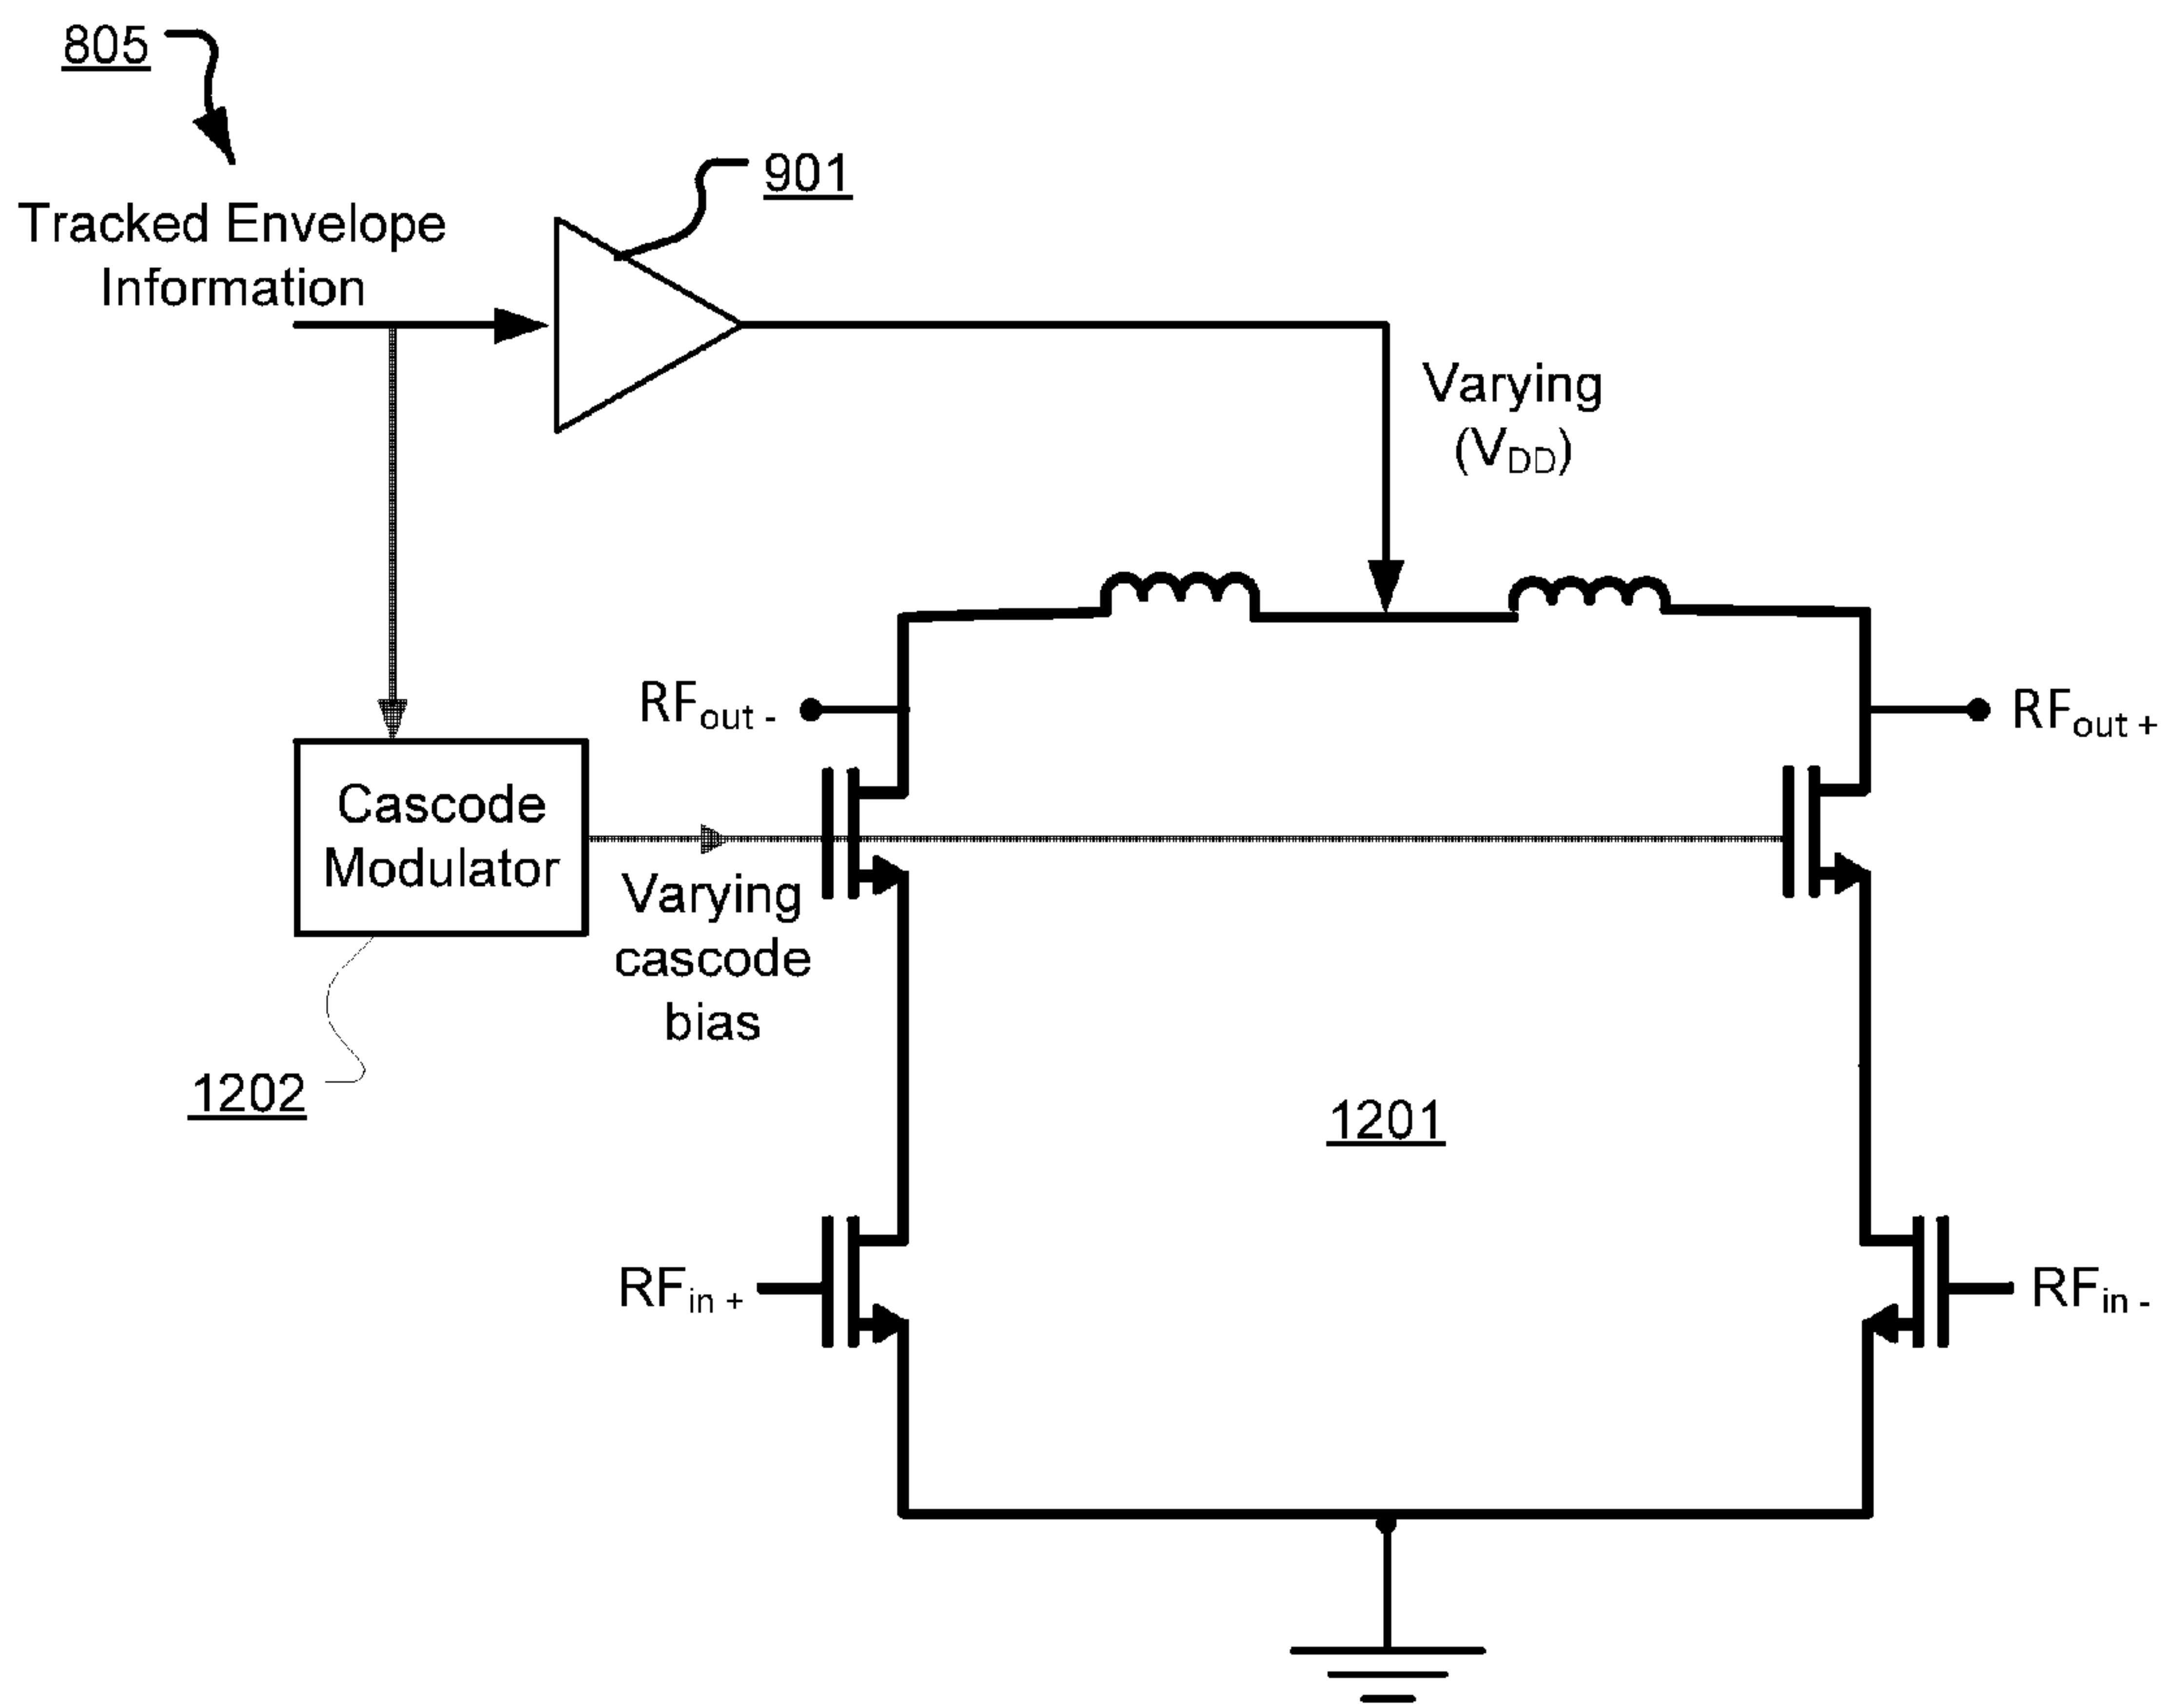 805
901
Tracked Envelope
Information
Varying
(VDD)
RFout -
RFout +
Cascode
Modulator
Varying
cascode
bias
1202
1201
RFin +
RFin -